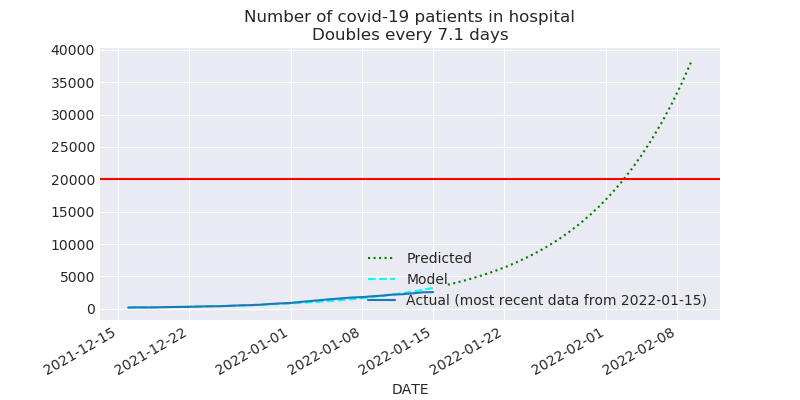 Number of covid-19 patients in hospital
Doubles every 7.1 days
40000
35000
30000
25000
20000
15000
10000
5000
0
Predicted
Model
Actual (most recent data from 2022-01-15)
2021-12-15
2021-12-22
2022-01-01
2022-01-08
2022-01-15
2022-01-22
2022-02-01
2022-02-08
DATE